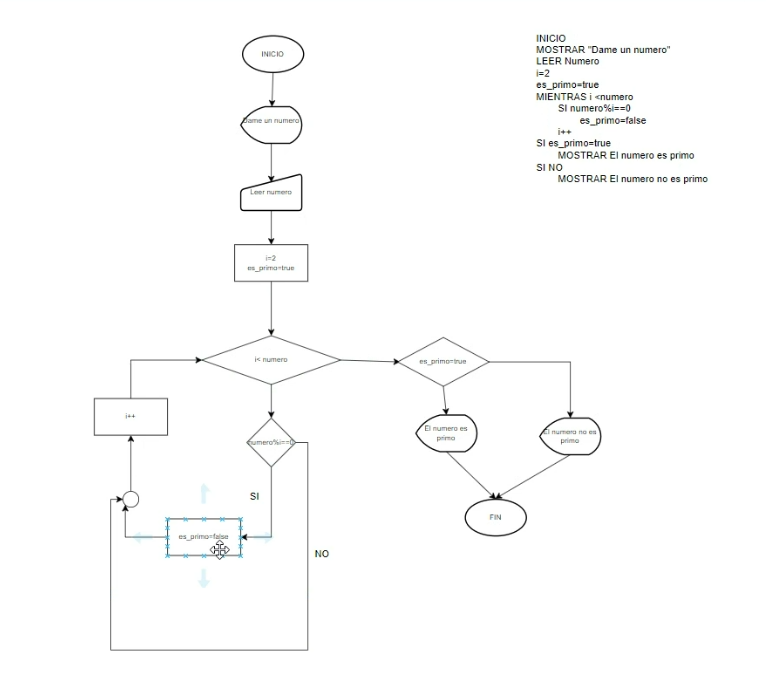 INICIO
Dame un numero
Leer numero
i=2
es_primo=true
i< numero
es_primo=true
i++
numero%i==0
El numero es
primo
El numero no es
primo
SI
es_primo=false
NO
FIN
INICIO
MOSTRAR "Dame un numero"
LEER Numero
i=2
es_primo=true
MIENTRAS i <numero
SI numero%i==0
es_primo=false
i++
SI es_primo=true
MOSTRAR El numero es primo
SI NO
MOSTRAR El numero no es primo